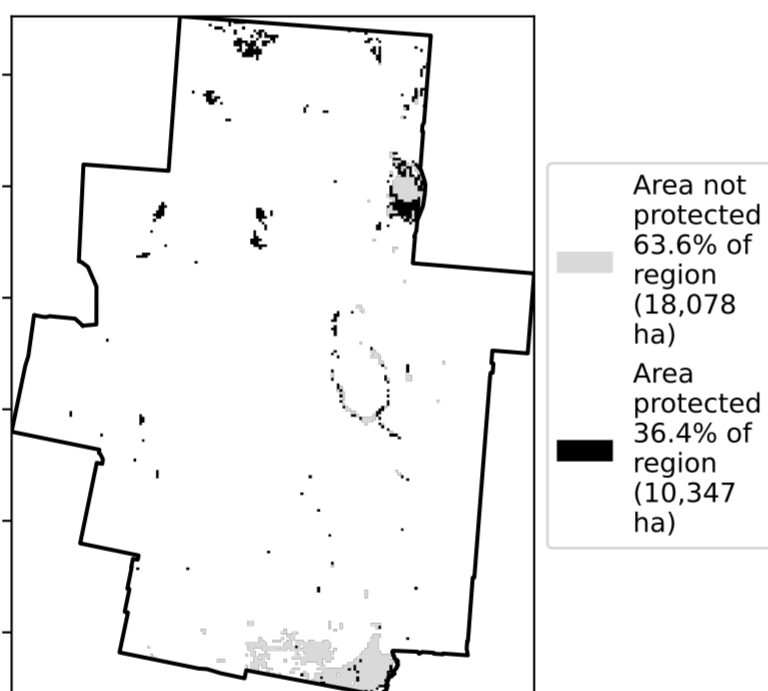 Area not
protected
63.6% of
region
(18,078
ha)
Area
protected
36.4% of
region
(10,347
ha)